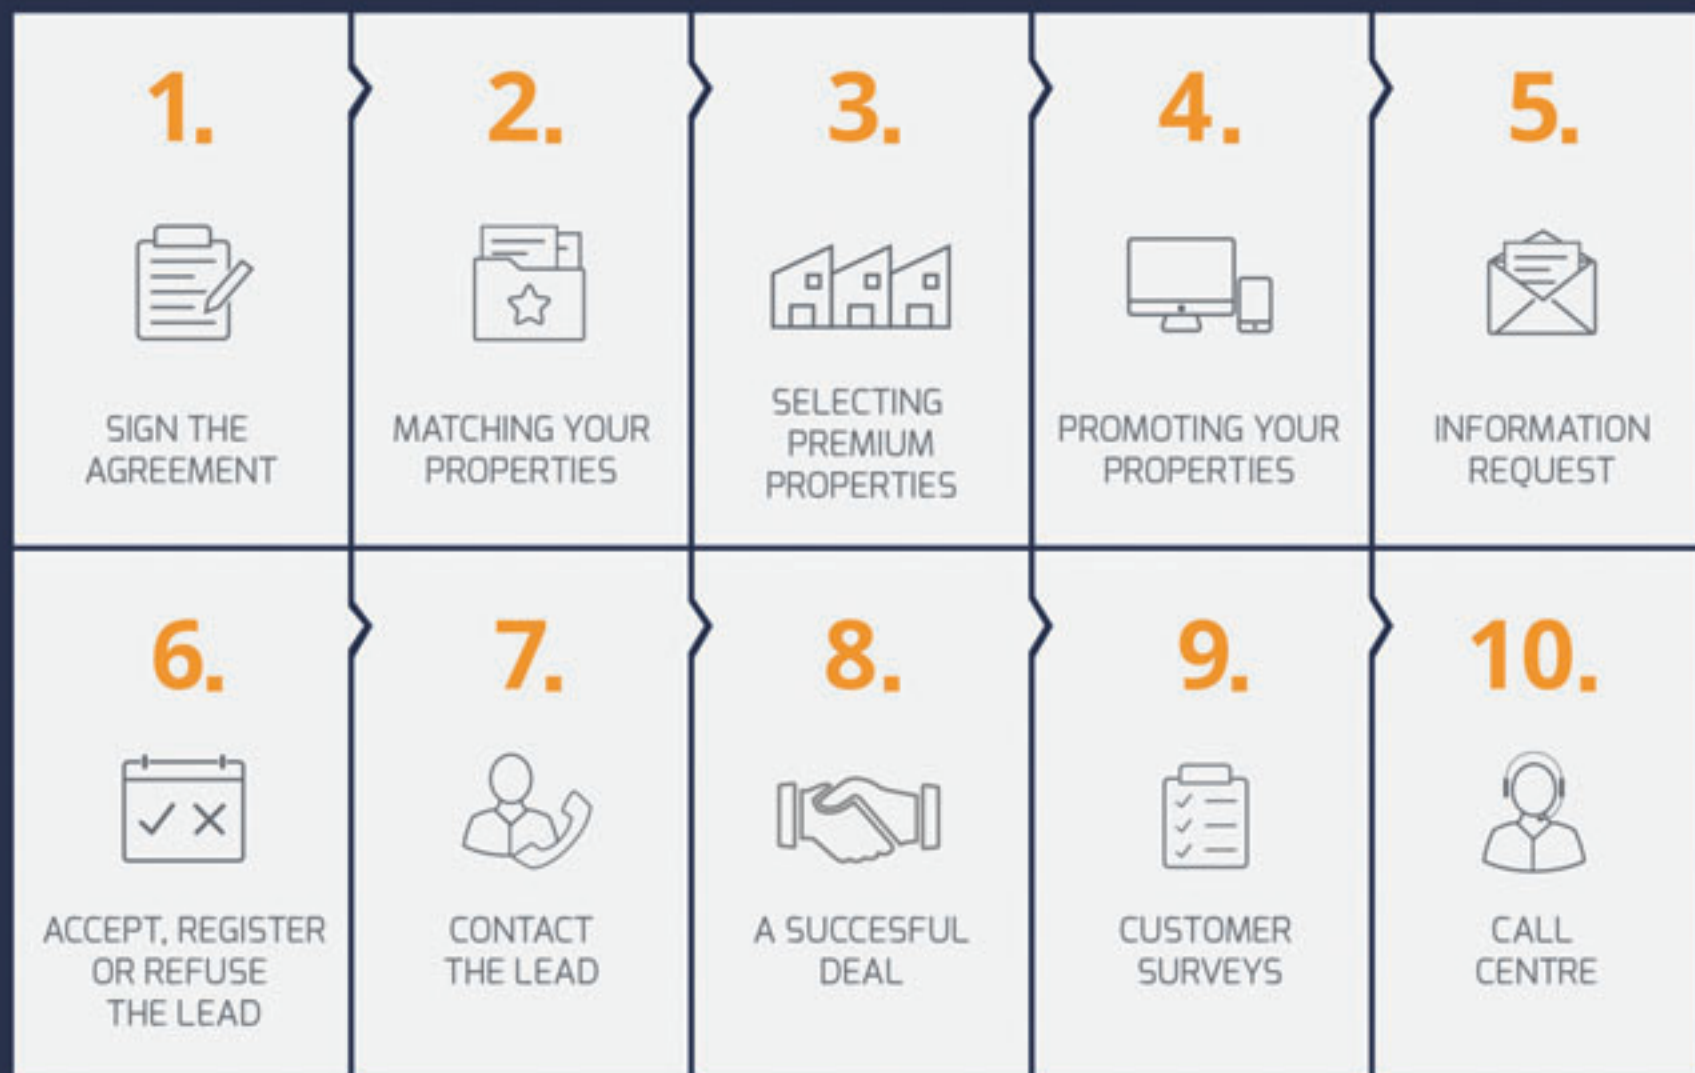 1.
SIGN THE
AGREEMENT
2.
MATCHING YOUR
PROPERTIES
3.
SELECTING
PREMIUM
PROPERTIES
4.
PROMOTING YOUR
PROPERTIES
5.
INFORMATION
REQUEST
6.
ACCEPT, REGISTER
OR REFUSE
THE LEAD
7.
CONTACT
THE LEAD
8.
A SUCCESFUL
DEAL
9.
CUSTOMER
SURVEYS
10.
CALL
CENTRE